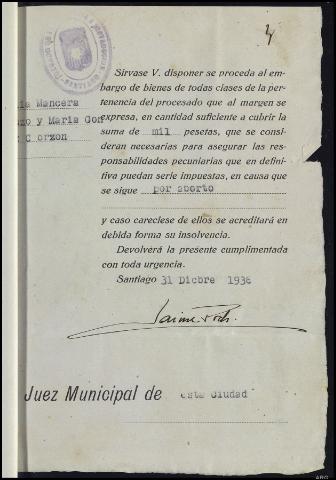 4
Sírvase V. disponer se proceda al em-
bargo de bienes de todas clases de la per-
tenencia del procesado que al margen se
expresa, en cantidad suficiente a cubrir la
suma de mil pesetas, que se consi-
deran necesarias para asegurar las res-
ponsabilidades pecuniarias que en defini-
tiva puedan serle impuestas, en causa que
se sigue por aborto
Mancera
y Maria Gon
y caso careciese de ellos se acreditará en
debida forma su insolvencia.
Devolverá la presente cumplimentada
con toda urgencia.
Santiago 31 Dicbre 1936
Jaime
Juez Municipal de esta Ciudad